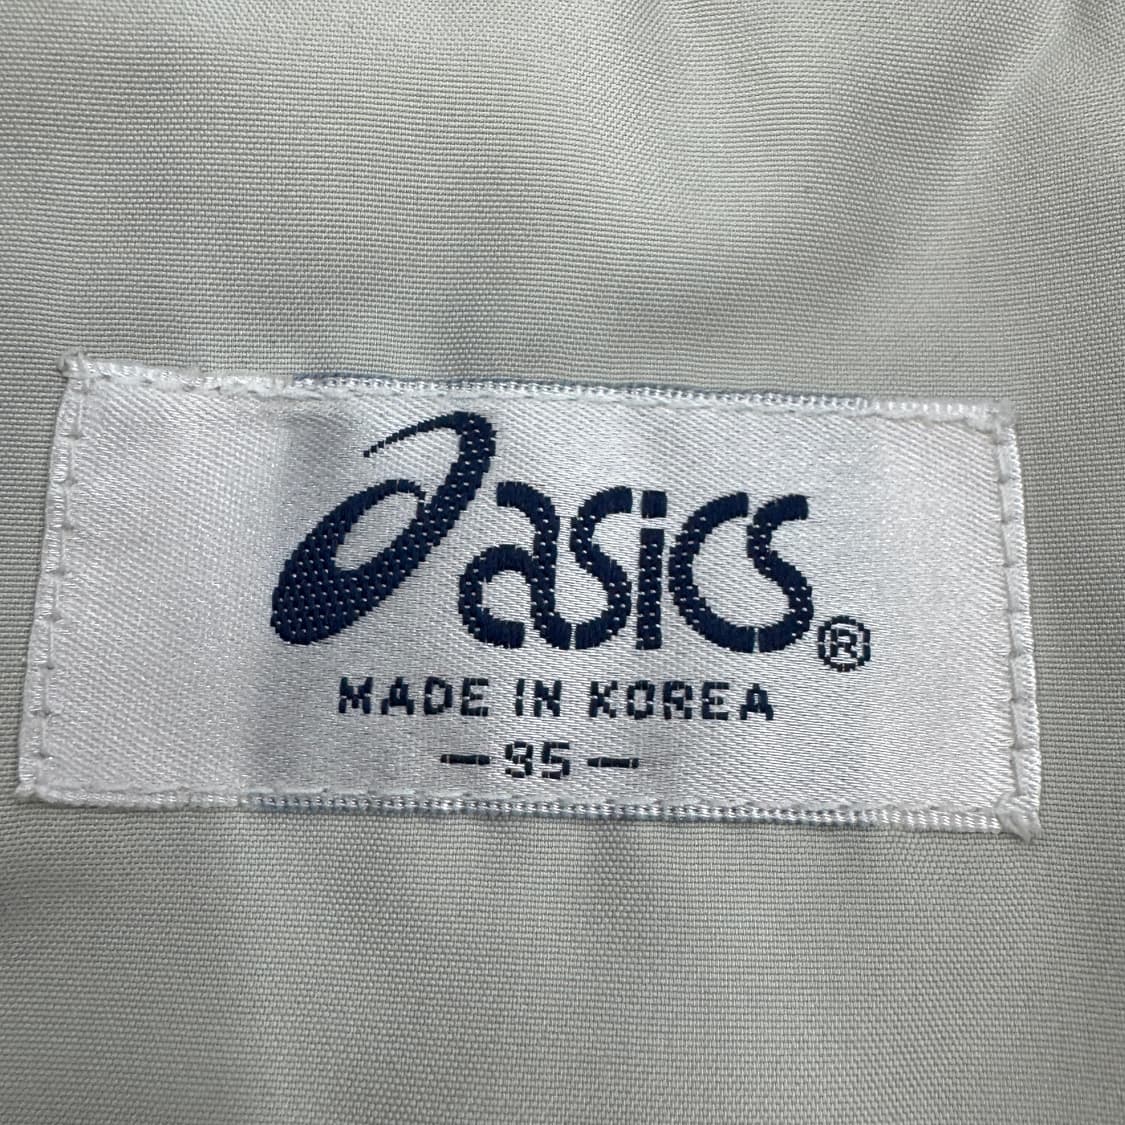 asics®
MADE IN KOREA
— 95 —